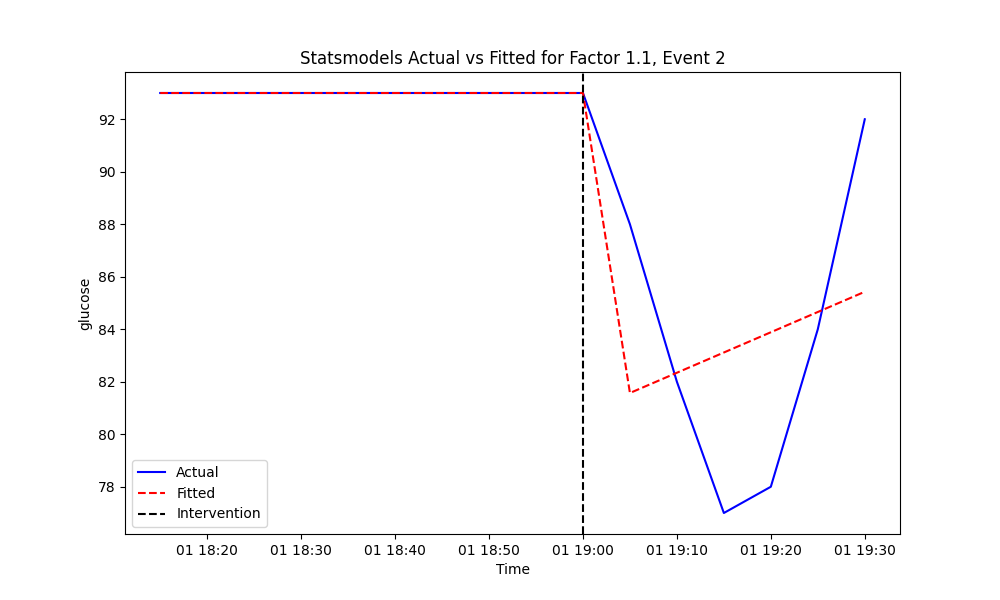 Statsmodels Actual vs Fitted for Factor 1.1, Event 2
glucose
92
90
88
86
84
82
80
78
Actual
Fitted
Intervention
01 18:20 01 18:30 01 18:40 01 18:50 01 19:00 01 19:10 01 19:20 01 19:30
Time